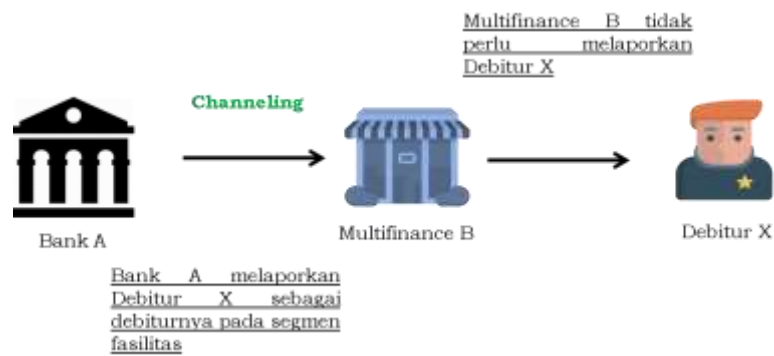 Multifinance B tidak
perlu melaporkan
Debitur X
Channeling
Bank A
Multifinance B
Debitur X
Bank A melaporkan
Debitur X sebagai
debiturnya pada segmen
fasilitas